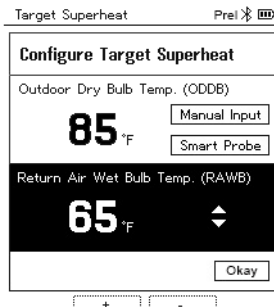 Target Superheat Prel
Configure Target Superheat
Outdoor Dry Bulb Temp. (ODDB)
85 °F
Manual Input
Smart Probe
Return Air Wet Bulb Temp. (RAWB)
65 °F
Okay
+ -